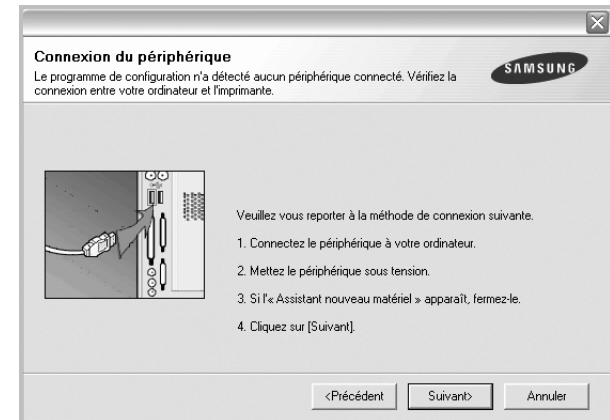 Connexion du périphérique
Le programme de configuration n'a détecté aucun périphérique connecté. Vérifiez la
connexion entre votre ordinateur et l'imprimante.
SAMSUNG
Veuillez vous reporter à la méthode de connexion suivante.
1. Connectez le périphérique à votre ordinateur.
2. Mettez le périphérique sous tension.
3. Si l'« Assistant nouveau matériel » apparaît, fermez-le.
4. Cliquez sur [Suivant].
<Précédent
Suivant>
Annuler